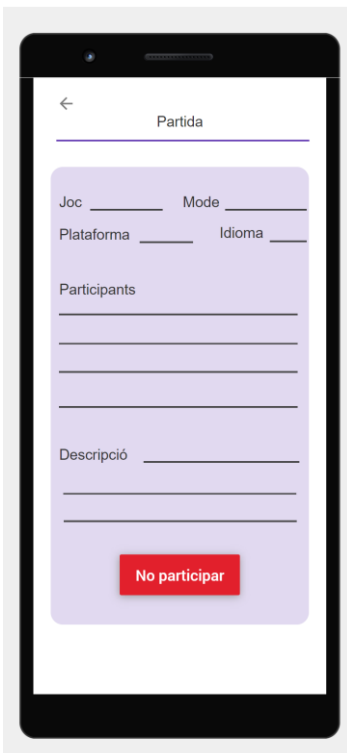 Partida
Joc Mode
Plataforma Idioma
Participants
Descripció
No participar